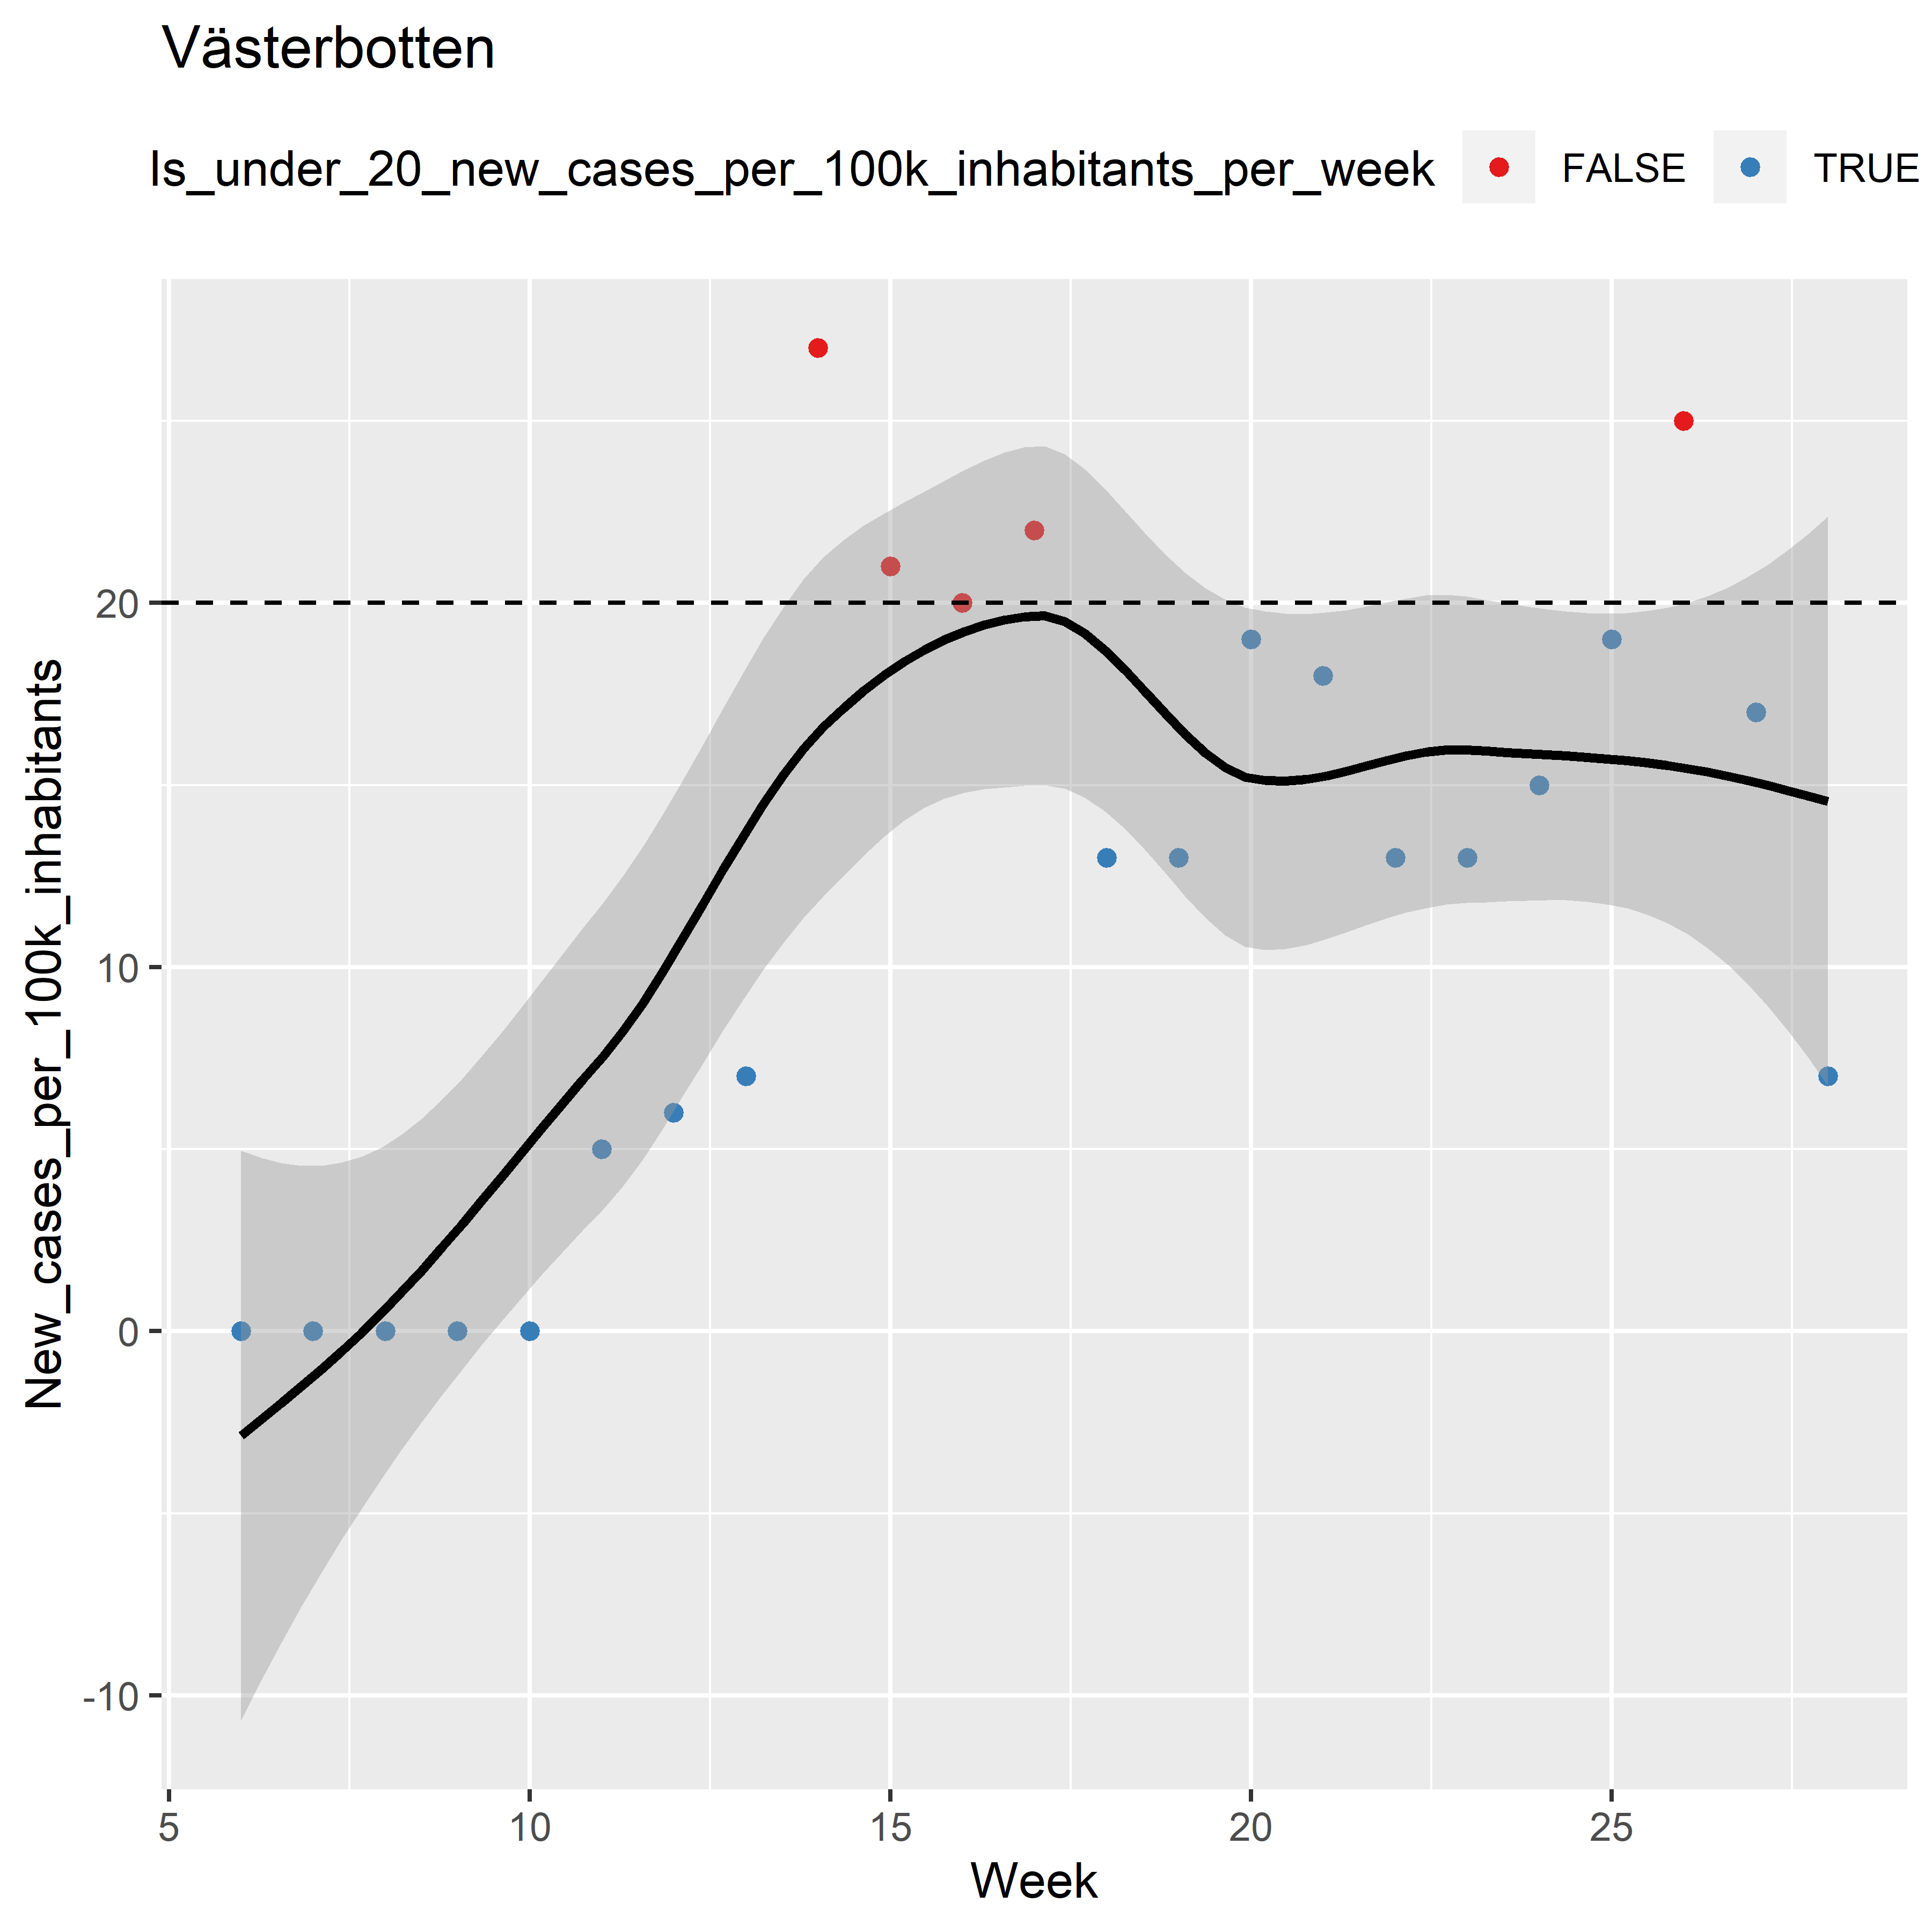 Västerbotten
Is_under_20_new_cases_per_100k_inhabitants_per_week FALSE TRUE
New_cases_per_100k_inhabitants
20
10
0
-10
5 10 15 20 25
Week